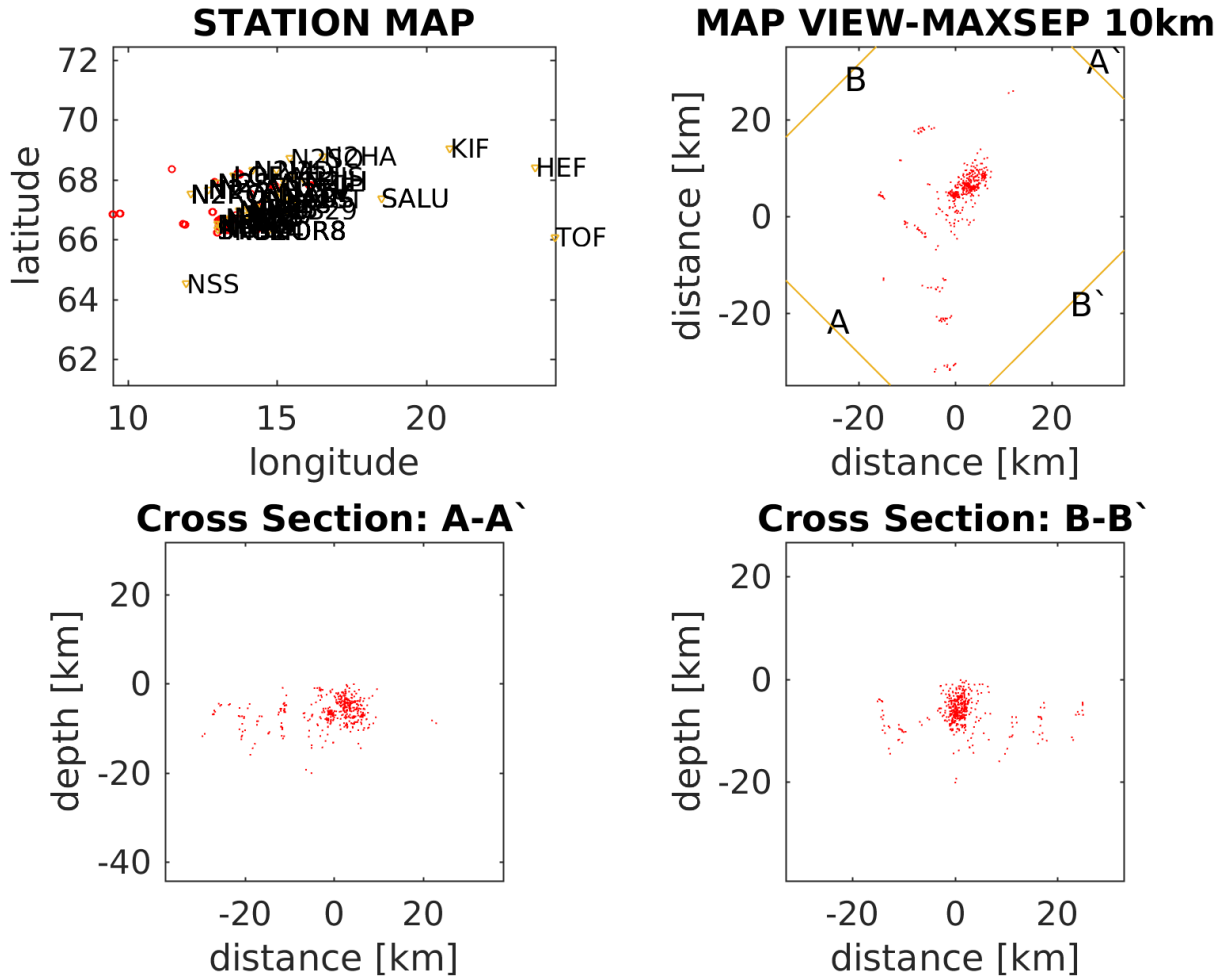 STATION MAP
72
70
68
66
64
62
10
15
20
latitude
longitude
KIF
HEF
SALU
TOF
NSS
MAP VIEW-MAXSEP 10km
B
A`
A
B`
20
0
-20
-20
0
20
distance [km]
distance [km]
Cross Section: A-A`
20
0
-20
-40
-20
0
20
depth [km]
distance [km]
Cross Section: B-B`
20
0
-20
-20
0
20
depth [km]
distance [km]